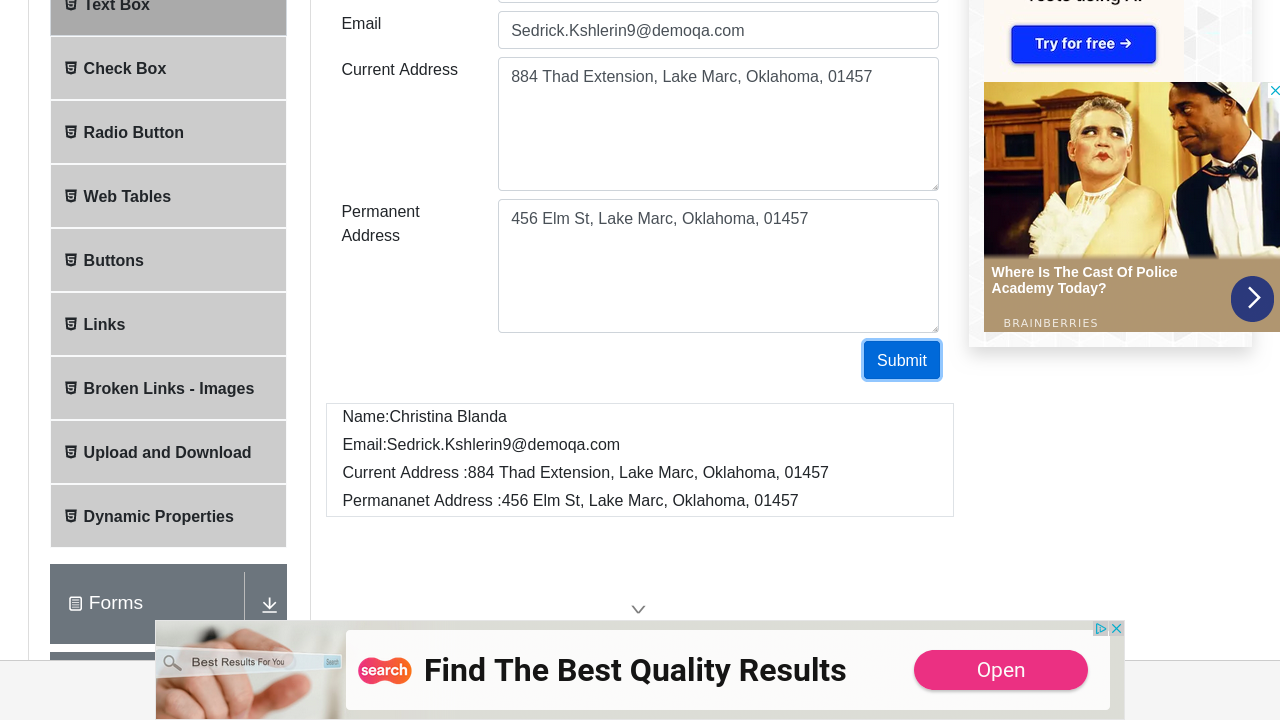 Text Box
Check Box
Radio Button
Web Tables
Buttons
Links
Broken Links - Images
Upload and Download
Dynamic Properties
Forms
Email
Sedrick.Kshlerin9@demoqa.com
Current Address
884 Thad Extension, Lake Marc, Oklahoma, 01457
Permanent
Address
456 Elm St, Lake Marc, Oklahoma, 01457
Submit
Name:Christina Blanda
Email:Sedrick.Kshlerin9@demoqa.com
Current Address :884 Thad Extension, Lake Marc, Oklahoma, 01457
Permananet Address :456 Elm St, Lake Marc, Oklahoma, 01457
Try for free →
Where Is The Cast Of Police
Academy Today?
BRAINBERRIES
Best Results For You
Search
search
Find The Best Quality Results
Open